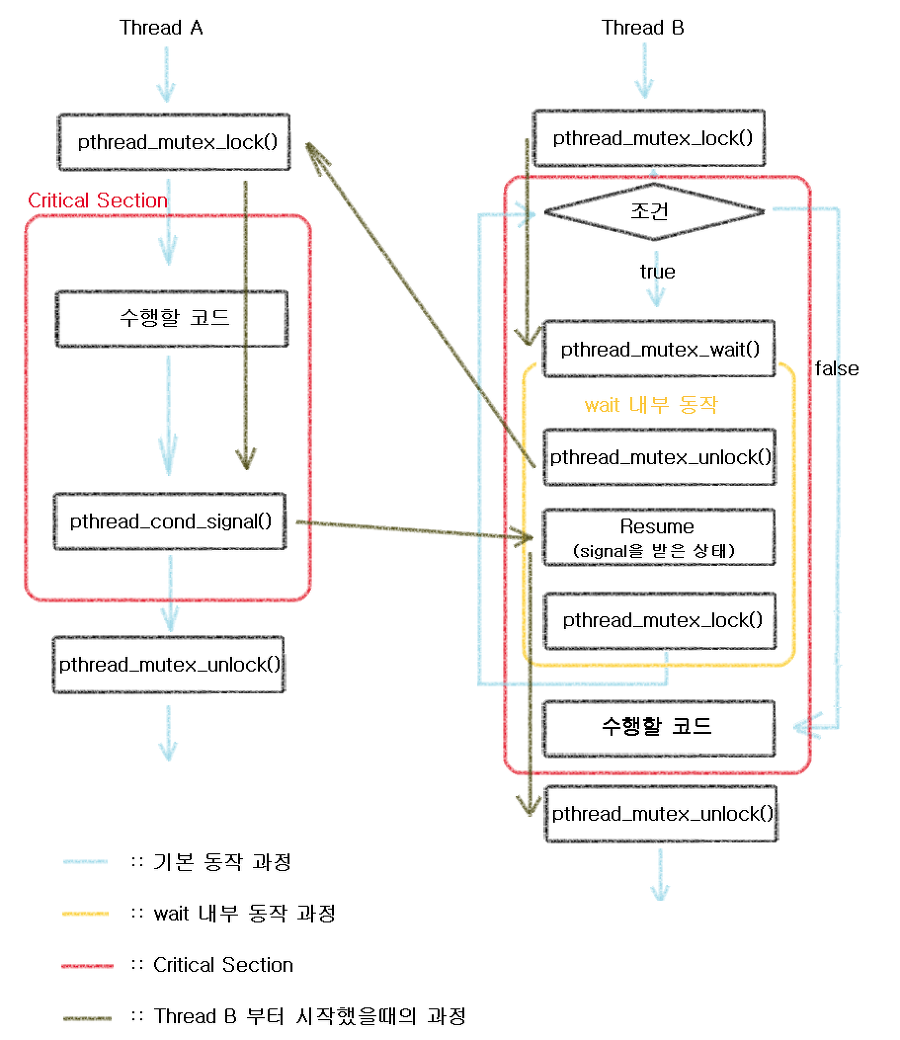 Thread A
pthread_mutex_lock()
Critical Section
수행할 코드
pthread_cond_signal()
pthread_mutex_unlock()
Thread B
pthread_mutex_lock()
조건
true
pthread_mutex_wait()
false
wait 내부 동작
pthread_mutex_unlock()
Resume
(signal을 받은 상태)
pthread_mutex_lock()
수행할 코드
pthread_mutex_unlock()
:: 기본 동작 과정
:: wait 내부 동작 과정
:: Critical Section
:: Thread B 부터 시작했을때의 과정